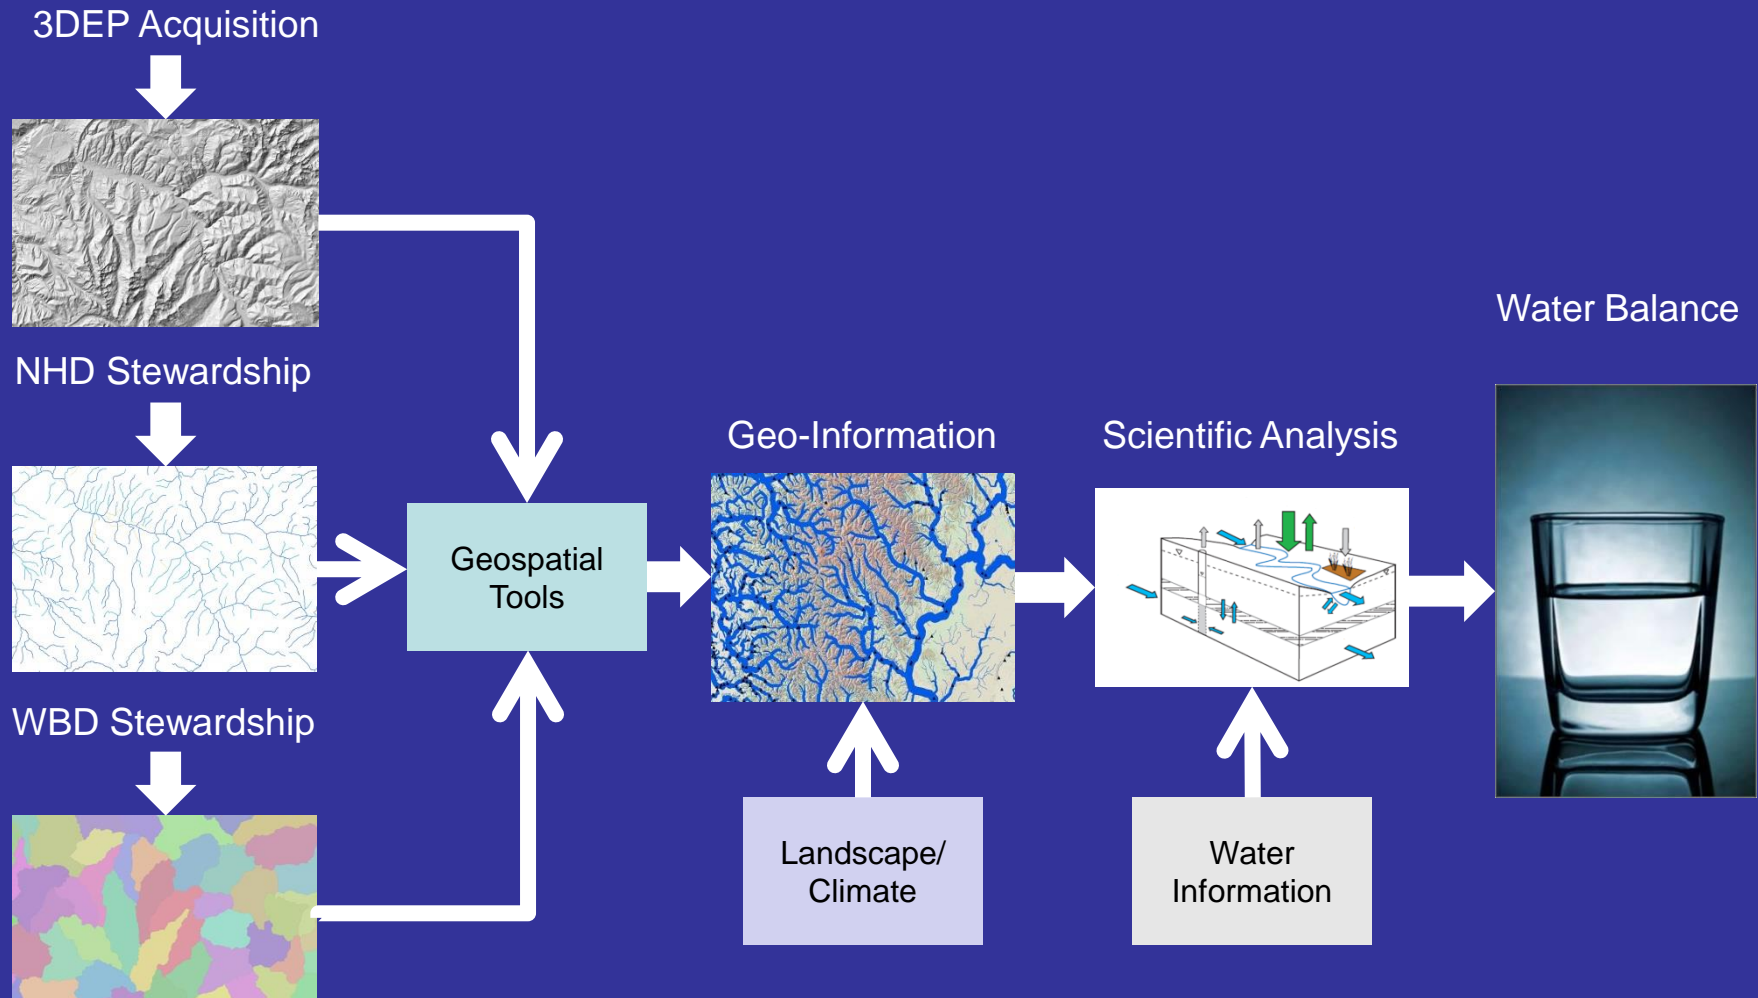 3DEP Acquisition
NHD Stewardship
WBD Stewardship
Geospatial
Tools
Geo-Information
Landscape/
Climate
Scientific Analysis
Water
Information
Water Balance